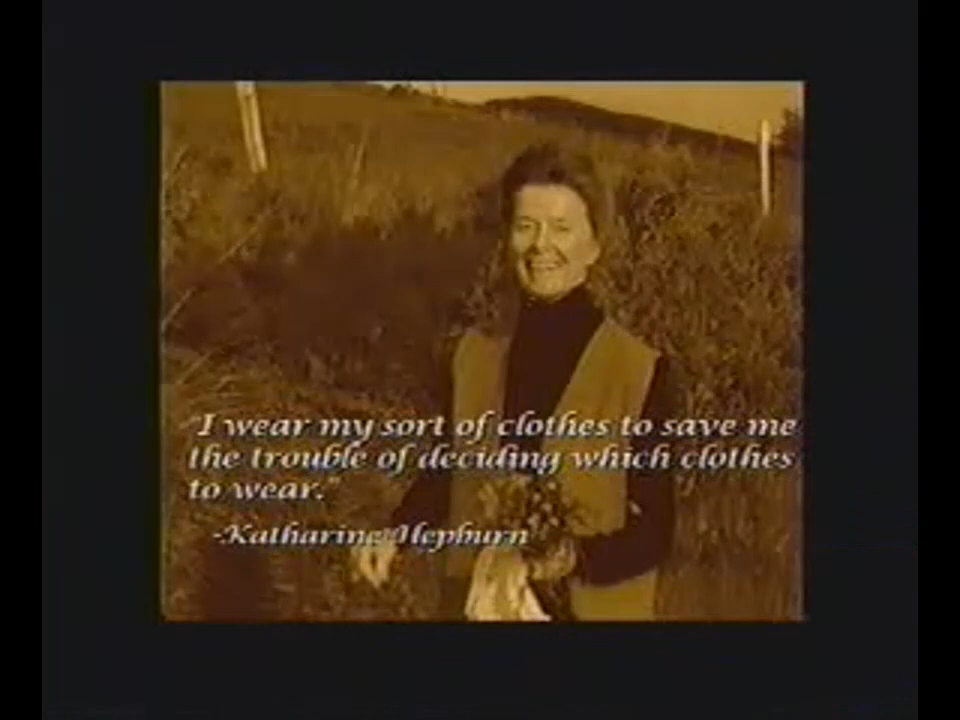 "I wear my sort of clothes to save me
the trouble of deciding which clothes
to wear."
-Katharine Hepburn